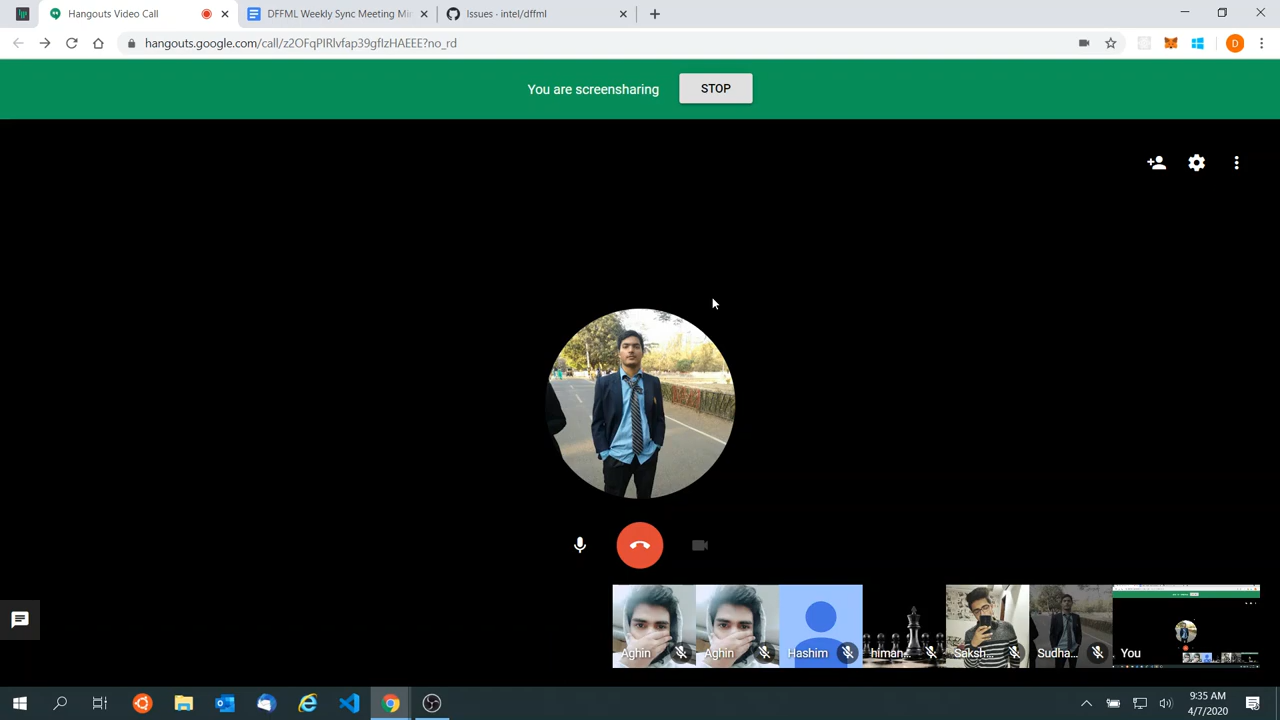 Hangouts Video Call
DFFML Weekly Sync Meeting Mi
Issues · intel/dffml
hangouts.google.com/call/z2OFqPIRlvfap39gfIzHAEEE?no_rd
D
You are screensharing
STOP
Aghin
Aghin
Hashim
himan...
Saksh...
Sudha...
You
9:35 AM
4/7/2020